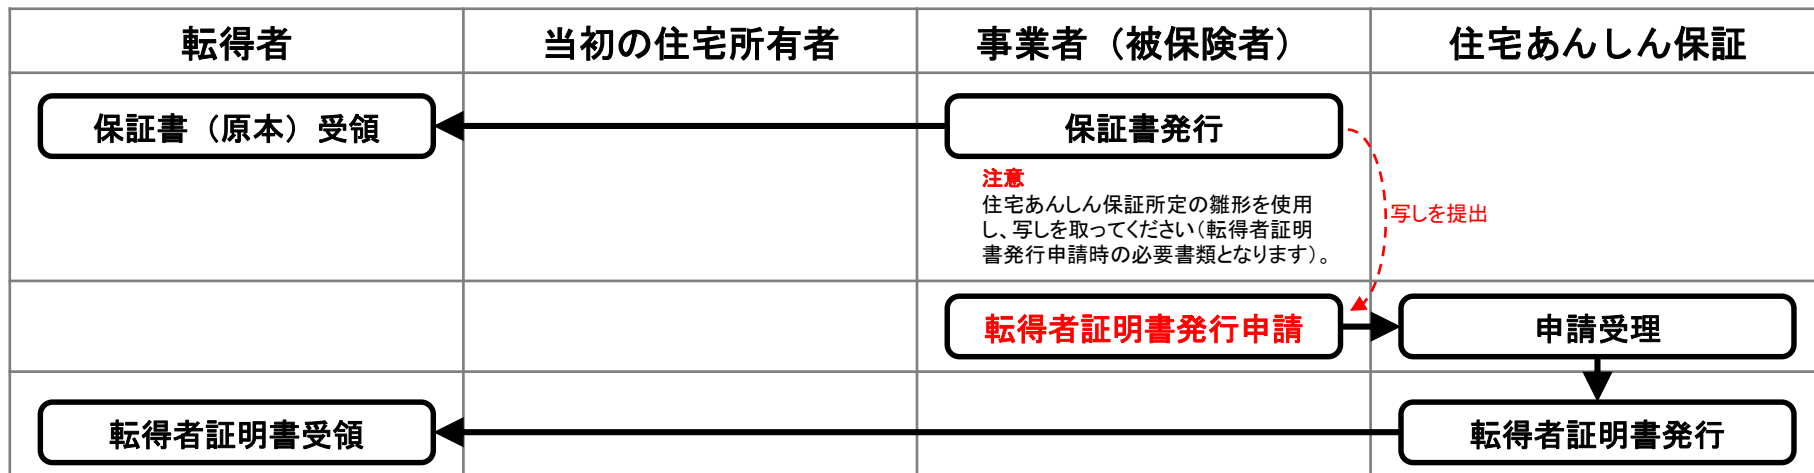 転得者
当初の住宅所有者
事業者（被保険者）
住宅あんしん保証
保証書（原本）受領
保証書発行
注意
住宅あんしん保証所定の雛形を使用
し、写しを取ってください（転得者証明
書発行申請時の必要書類となります）。
写しを提出
転得者証明書発行申請
申請受理
転得者証明書受領
転得者証明書発行